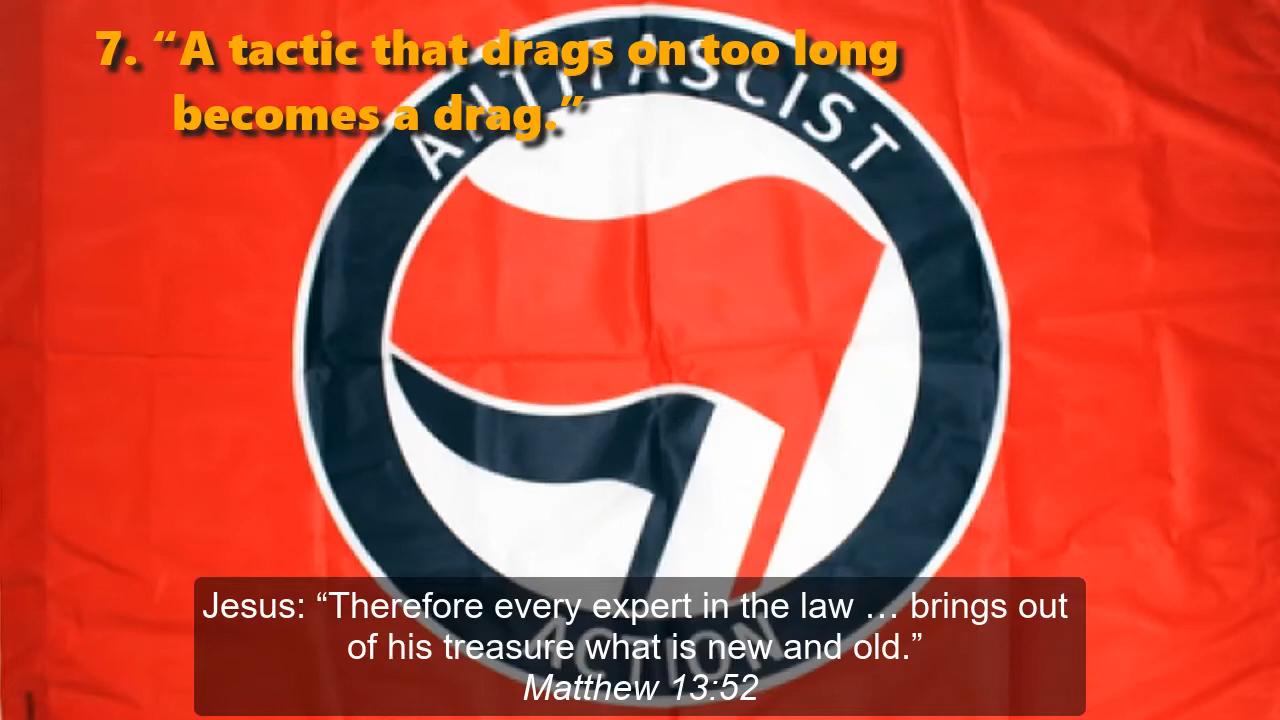 7. “A tactic that drags on too long
becomes a drag.”
ANTIFASCIST
Jesus: “Therefore every expert in the law … brings out
of his treasure what is new and old.”
Matthew 13:52
ACTION